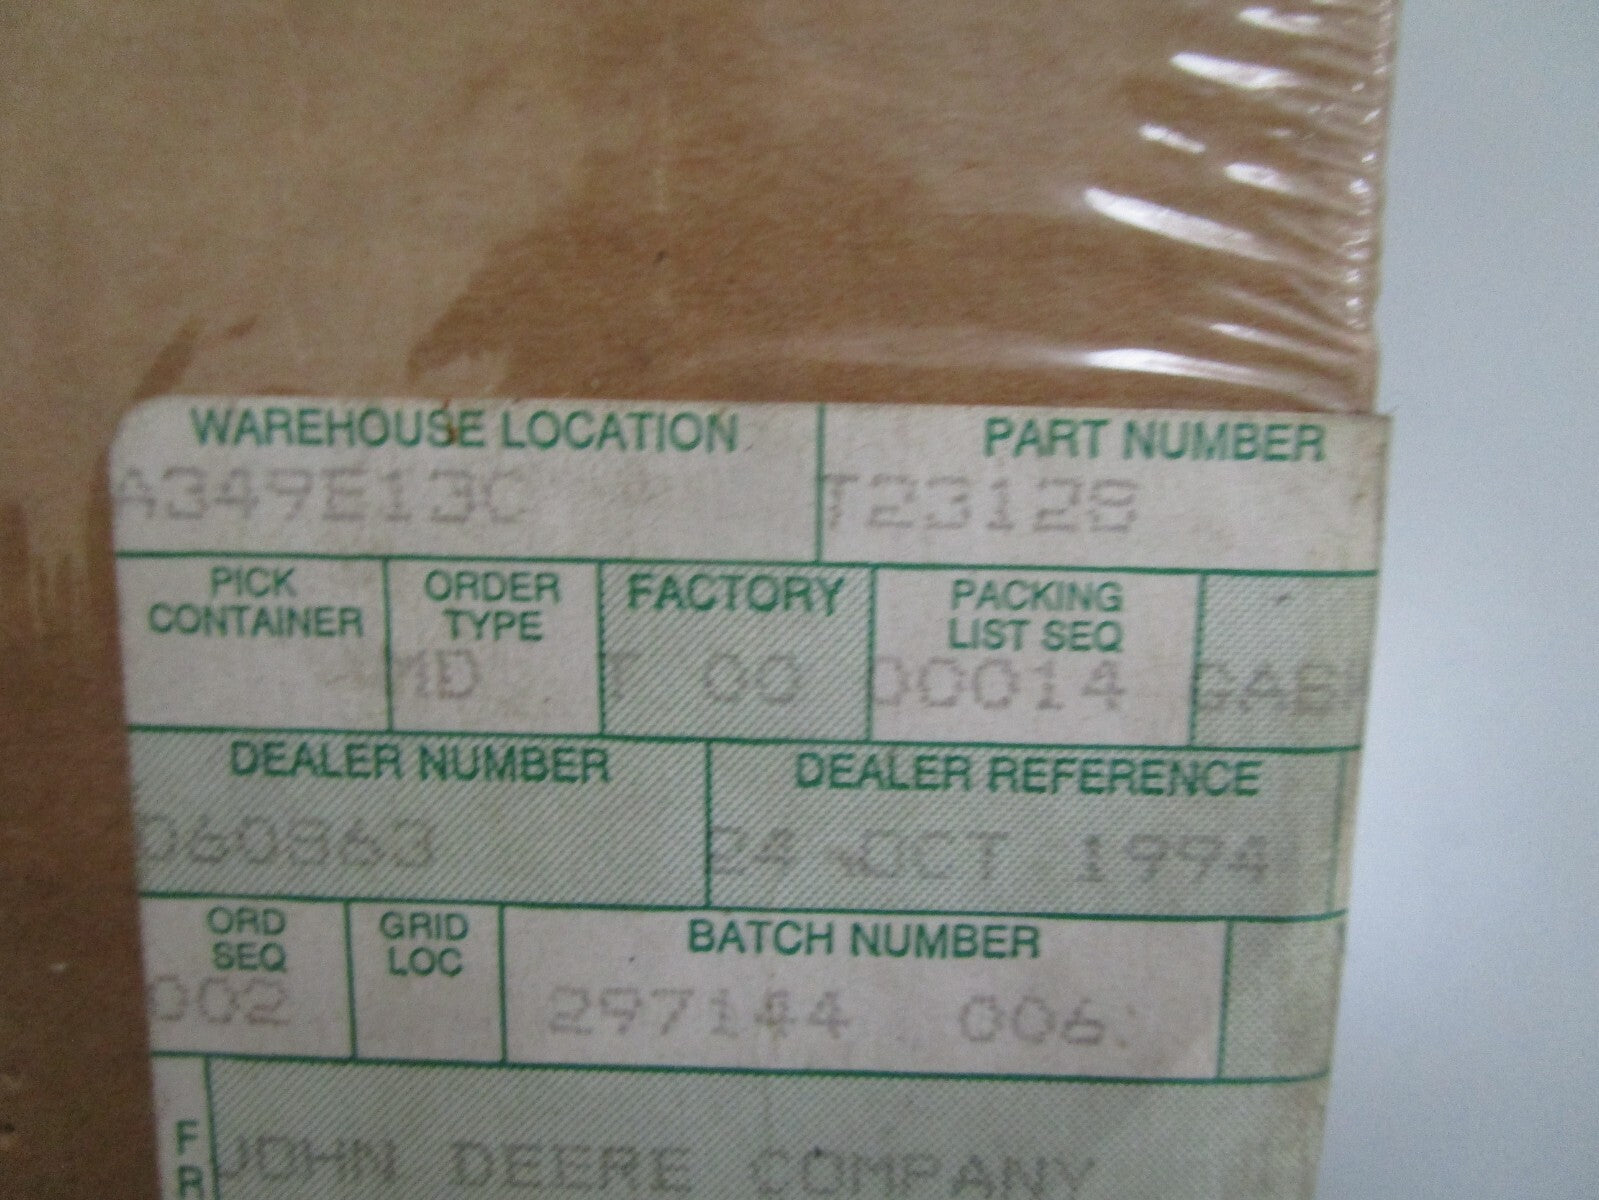 WAREHOUSE LOCATION PART NUMBER
A349E13C T23128
PICK CONTAINER ORDER TYPE FACTORY PACKING LIST SEQ
MD T 00 00014
DEALER NUMBER DEALER REFERENCE
060863 24 OCT 1994
ORD SEQ GRID LOC BATCH NUMBER
002 297144 006
FR JOHN DEERE COMPANY